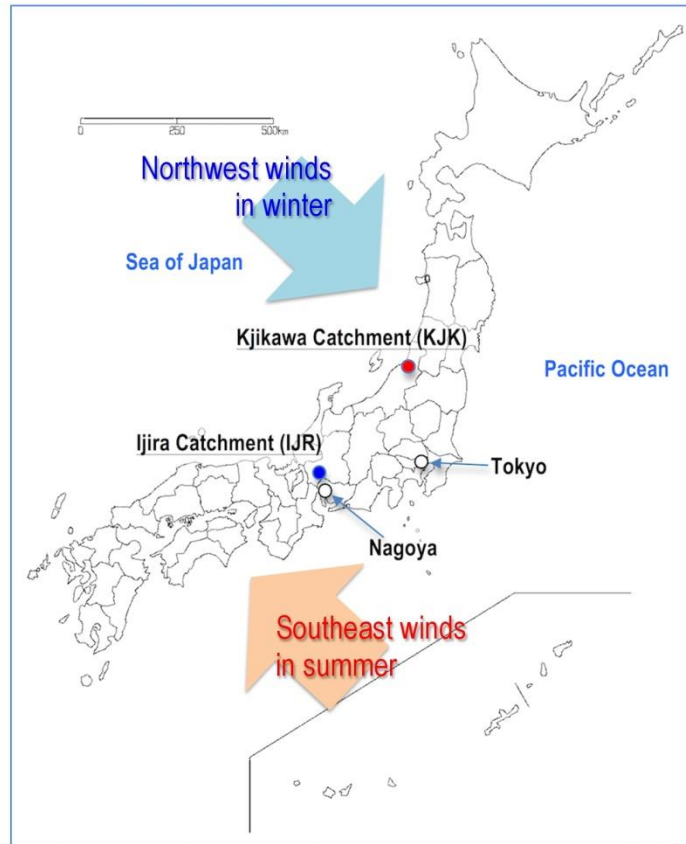 0 250 500km
Northwest winds
in winter
Sea of Japan
Kjikawa Catchment (KJK)
Pacific Ocean
Ijira Catchment (IJR)
Tokyo
Nagoya
Southeast winds
in summer